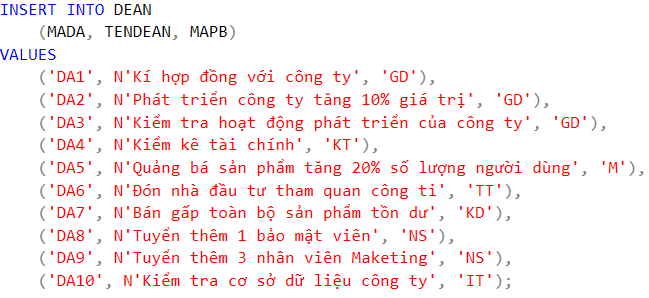 INSERT INTO DEAN
(MADA, TENDEAN, MAPB)
VALUES
('DA1', N'Kí hợp đồng với công ty', 'GD'),
('DA2', N'Phát triển công ty tăng 10% giá trị', 'GD'),
('DA3', N'Kiểm tra hoạt động phát triển của công ty', 'GD'),
('DA4', N'Kiểm kê tài chính', 'KT'),
('DA5', N'Quảng bá sản phẩm tăng 20% số lượng người dùng', 'M'),
('DA6', N'Đón nhà đầu tư tham quan công ti', 'TT'),
('DA7', N'Bán gấp toàn bộ sản phẩm tồn dư', 'KD'),
('DA8', N'Tuyển thêm 1 bảo mật viên', 'NS'),
('DA9', N'Tuyển thêm 3 nhân viên Maketing', 'NS'),
('DA10', N'Kiểm tra cơ sở dữ liệu công ty', 'IT');